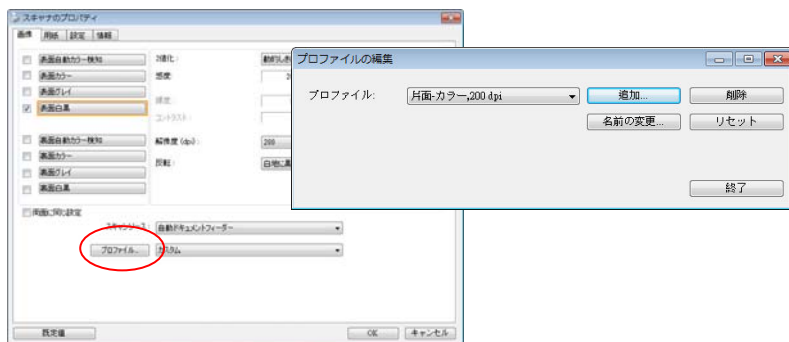 スキャナのプロパティ
画像 用紙 設定 情報
表面自動カラー検知
表面カラー
表面グレイ
表面白黒
裏面自動カラー検知
裏面カラー
裏面グレイ
裏面白黒
2値化:
感度
輝度:
コントラスト:
解像度 (dpi): 200
反転:
両面に同じ設定
スキャンソース: 自動ドキュメントフィーダー
プロファイル... カスタム
既定値 OK キャンセル
プロファイルの編集
プロファイル: 片面-カラー,200 dpi 追加... 削除
名前の変更... リセット
終了